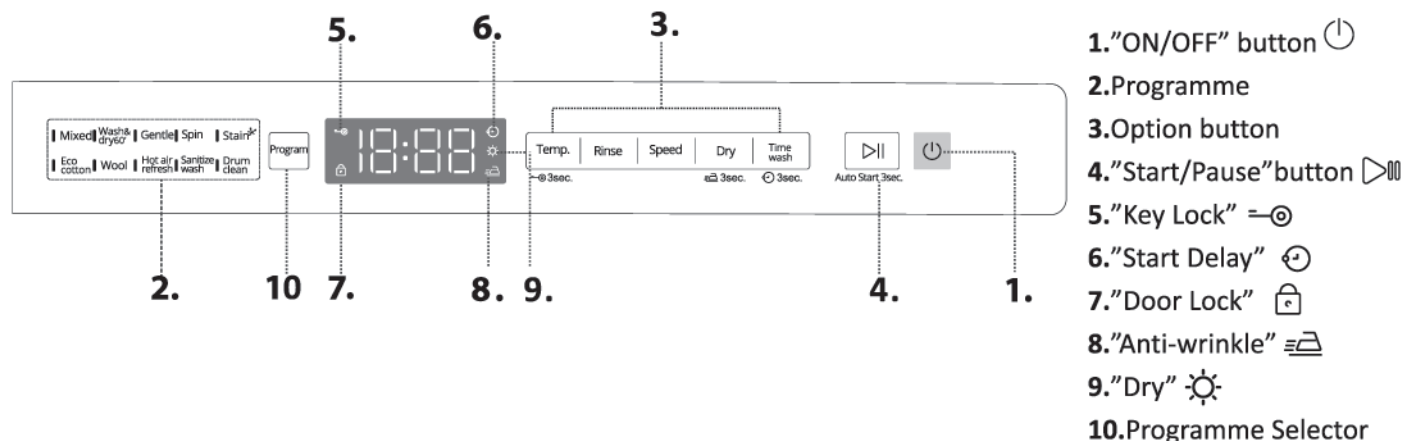 5.
6.
3.
Mixed
Wash&
dry60'
Gentle
Spin
Stain
Eco
cotton
Wool
Hot air
refresh
Sanitize
wash
Drum
clean
Program
18:88
Temp.
Rinse
Speed
Dry
Time
wash
3sec.
3sec.
3sec.
Auto Start 3sec.
2.
10
7.
8.
9.
4.
1.
1."ON/OFF" button
2.Programme
3.Option button
4."Start/Pause"button
5."Key Lock"
6."Start Delay"
7."Door Lock"
8."Anti-wrinkle"
9."Dry"
10.Programme Selector